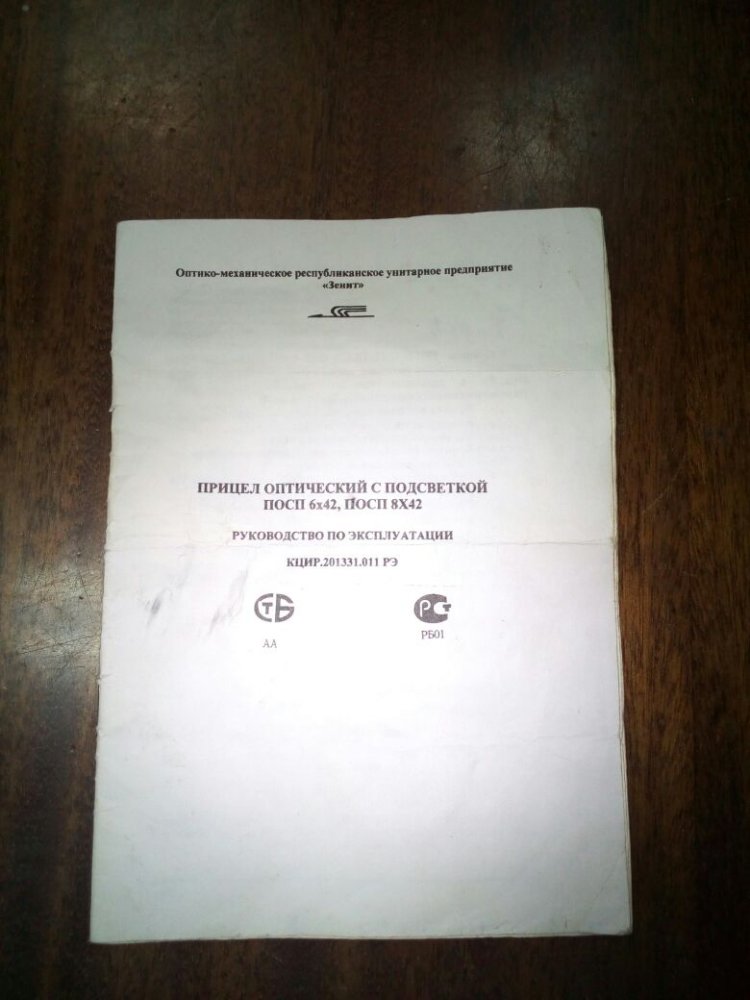 Оптико-механическое республиканское унитарное предприятие
«Зенит»
ПРИЦЕЛ ОПТИЧЕСКИЙ С ПОДСВЕТКОЙ
ПОСП 6х42, ПОСП 8Х42
РУКОВОДСТВО ПО ЭКСПЛУАТАЦИИ
КЦИР.201331.011 РЭ
СТБ РСТ
АА РБ01